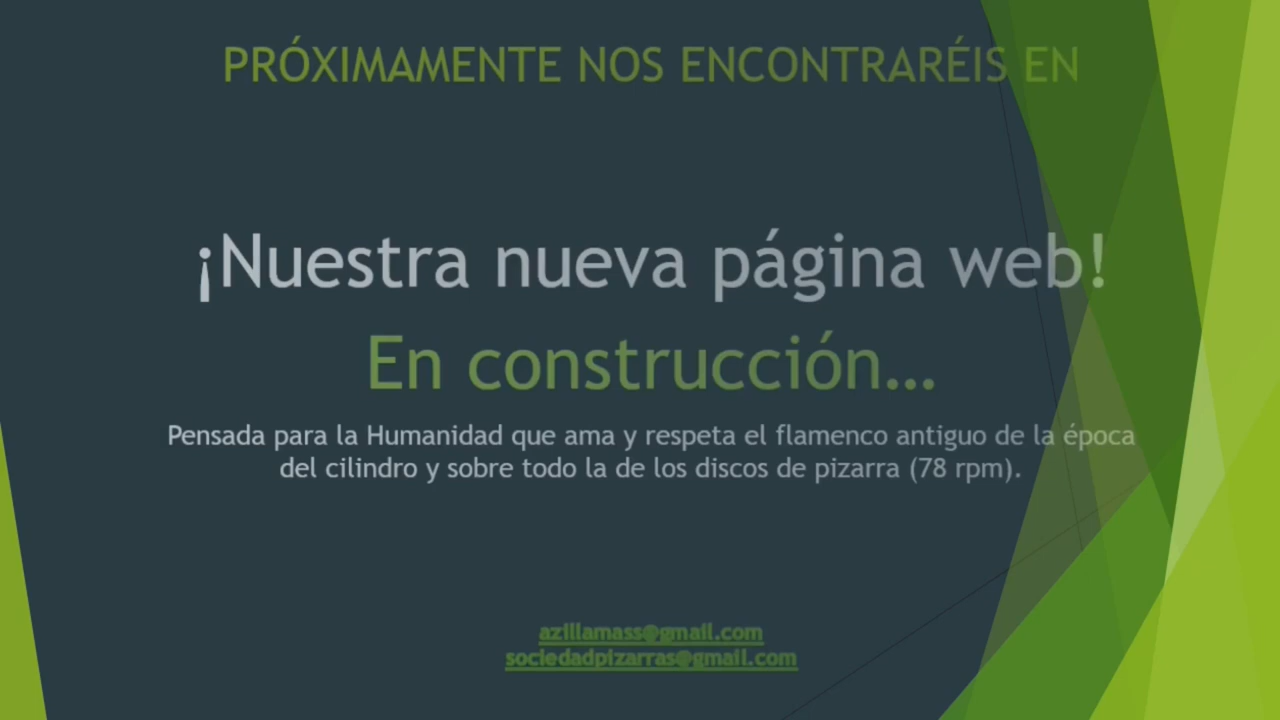 PRÓXIMAMENTE NOS ENCONTRARÉIS EN
¡Nuestra nueva página web!
En construcción...
Pensada para la Humanidad que ama y respeta el flamenco antiguo de la época
del cilindro y sobre todo la de los discos de pizarra (78 rpm).
azillamass@gmail.com
sociedadpizarras@gmail.com